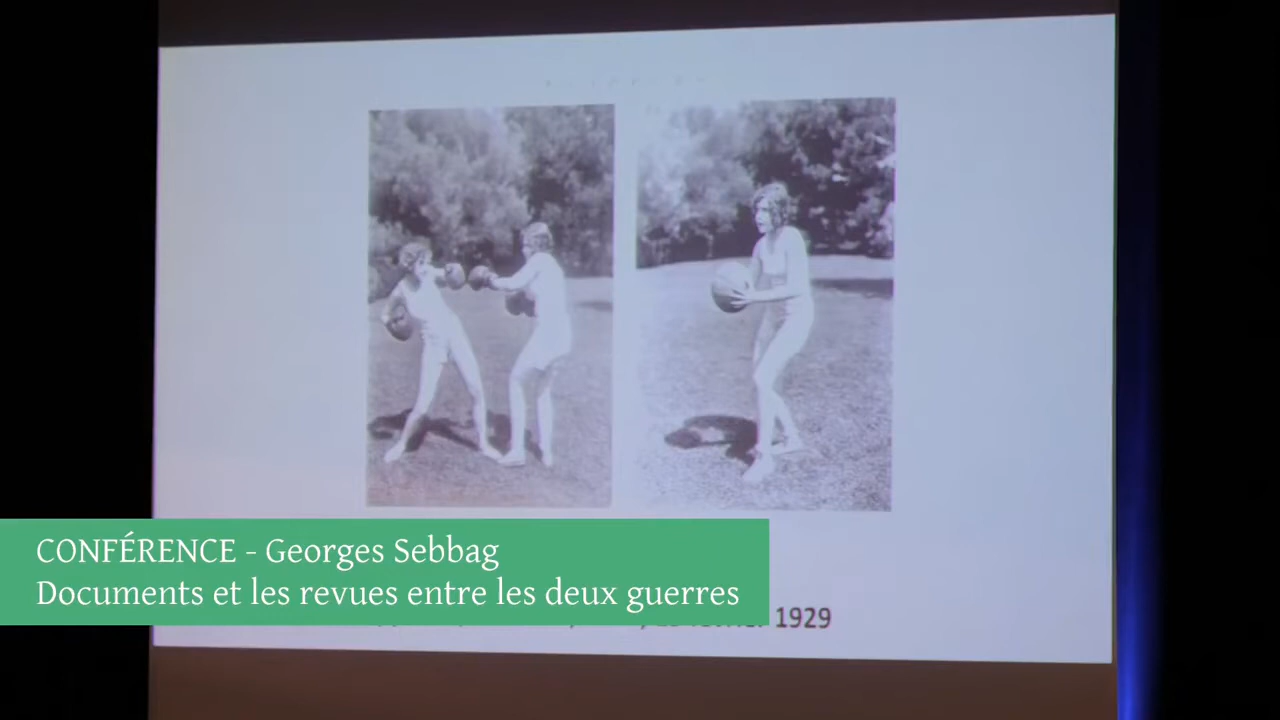 CONFÉRENCE - Georges Sebbag
Documents et les revues entre les deux guerres
1929